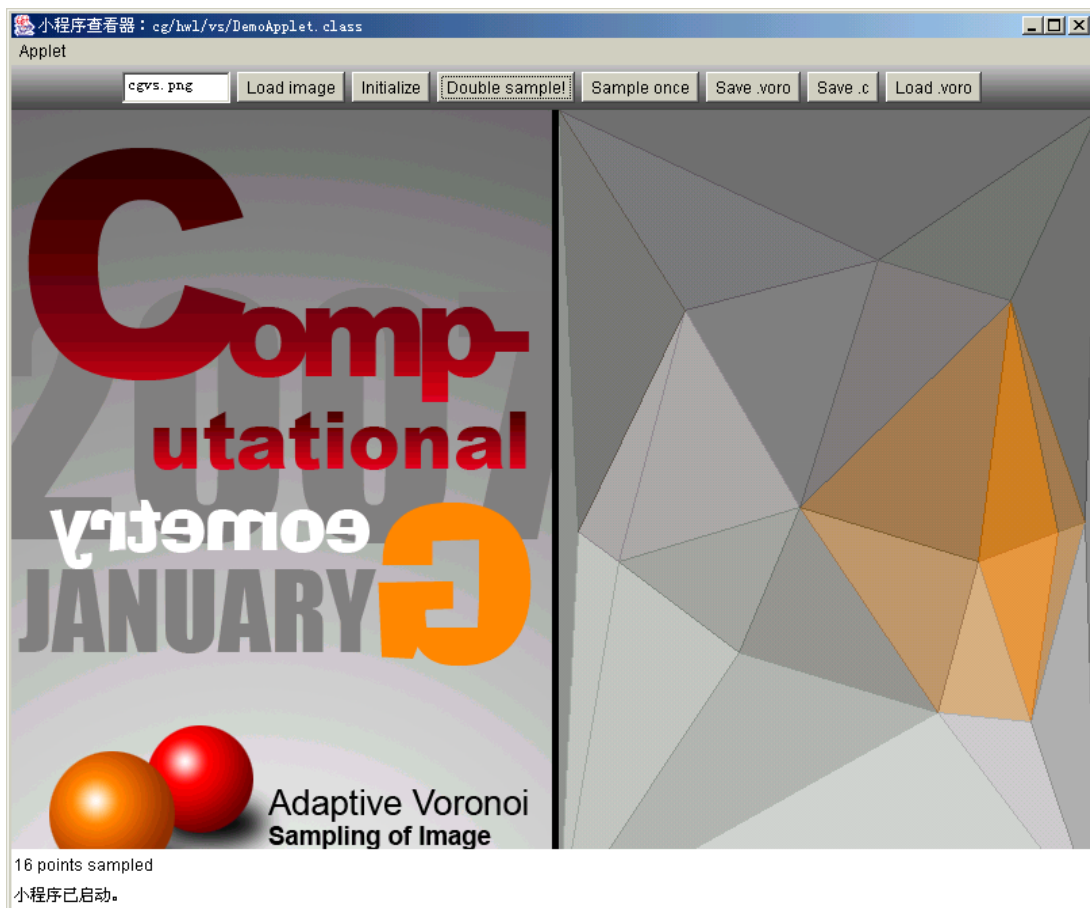 小程序查看器：cg/hwl/vs/DemoApplet.class
Applet
cgvs.png Load image Initialize Double sample! Sample once Save .voro Save .c Load .voro
2007
Comp-
utational
eometry
JANUARY G
Adaptive Voronoi
Sampling of Image
16 points sampled
小程序已启动。